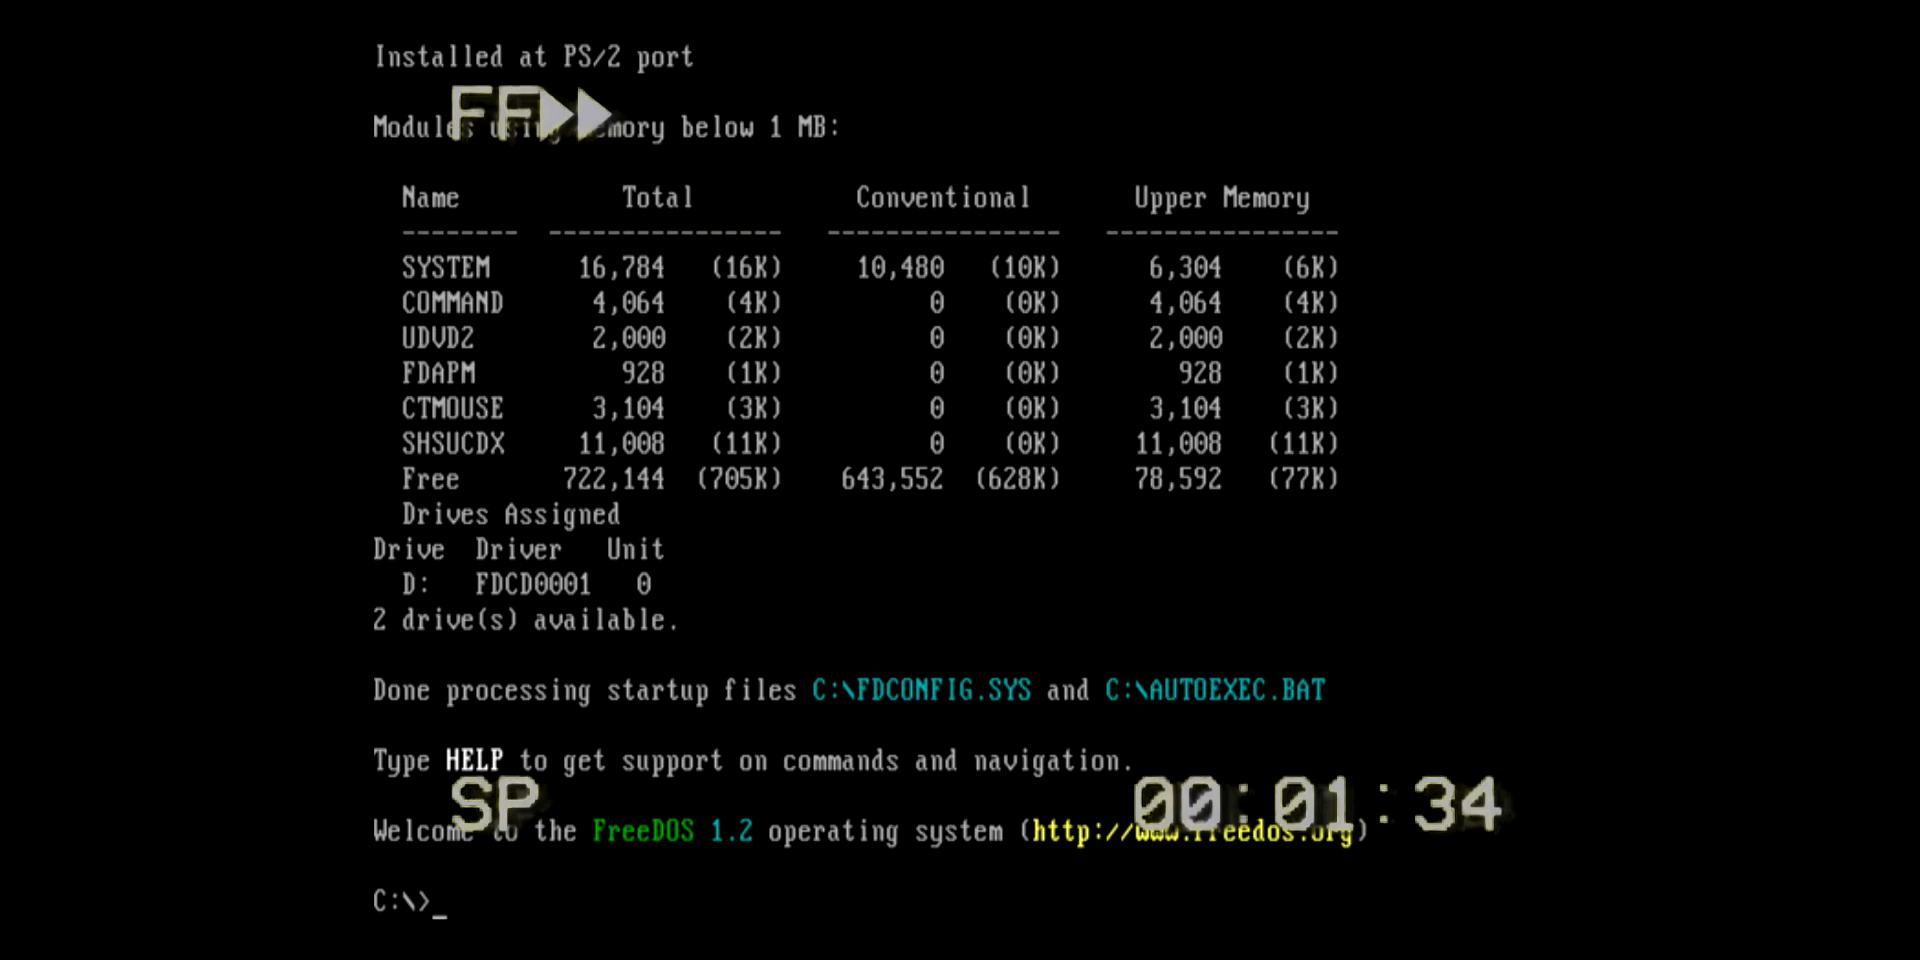 Installed at PS/2 port
FF
Modules using memory below 1 MB:
Name Total Conventional Upper Memory
-------- ---------------- ---------------- ----------------
SYSTEM 16,784 (16K) 10,480 (10K) 6,304 (6K)
COMMAND 4,064 (4K) 0 (0K) 4,064 (4K)
UDVD2 2,000 (2K) 0 (0K) 2,000 (2K)
FDAPM 928 (1K) 0 (0K) 928 (1K)
CTMOUSE 3,104 (3K) 0 (0K) 3,104 (3K)
SHSUCDX 11,008 (11K) 0 (0K) 11,008 (11K)
Free 722,144 (705K) 643,552 (628K) 78,592 (77K)
Drives Assigned
Drive Driver Unit
D: FDCD0001 0
2 drive(s) available.
Done processing startup files C:\FDCONFIG.SYS and C:\AUTOEXEC.BAT
Type HELP to get support on commands and navigation.
SP 00:01:34
Welcome to the FreeDOS 1.2 operating system (http://www.freedos.org)
C:\>_